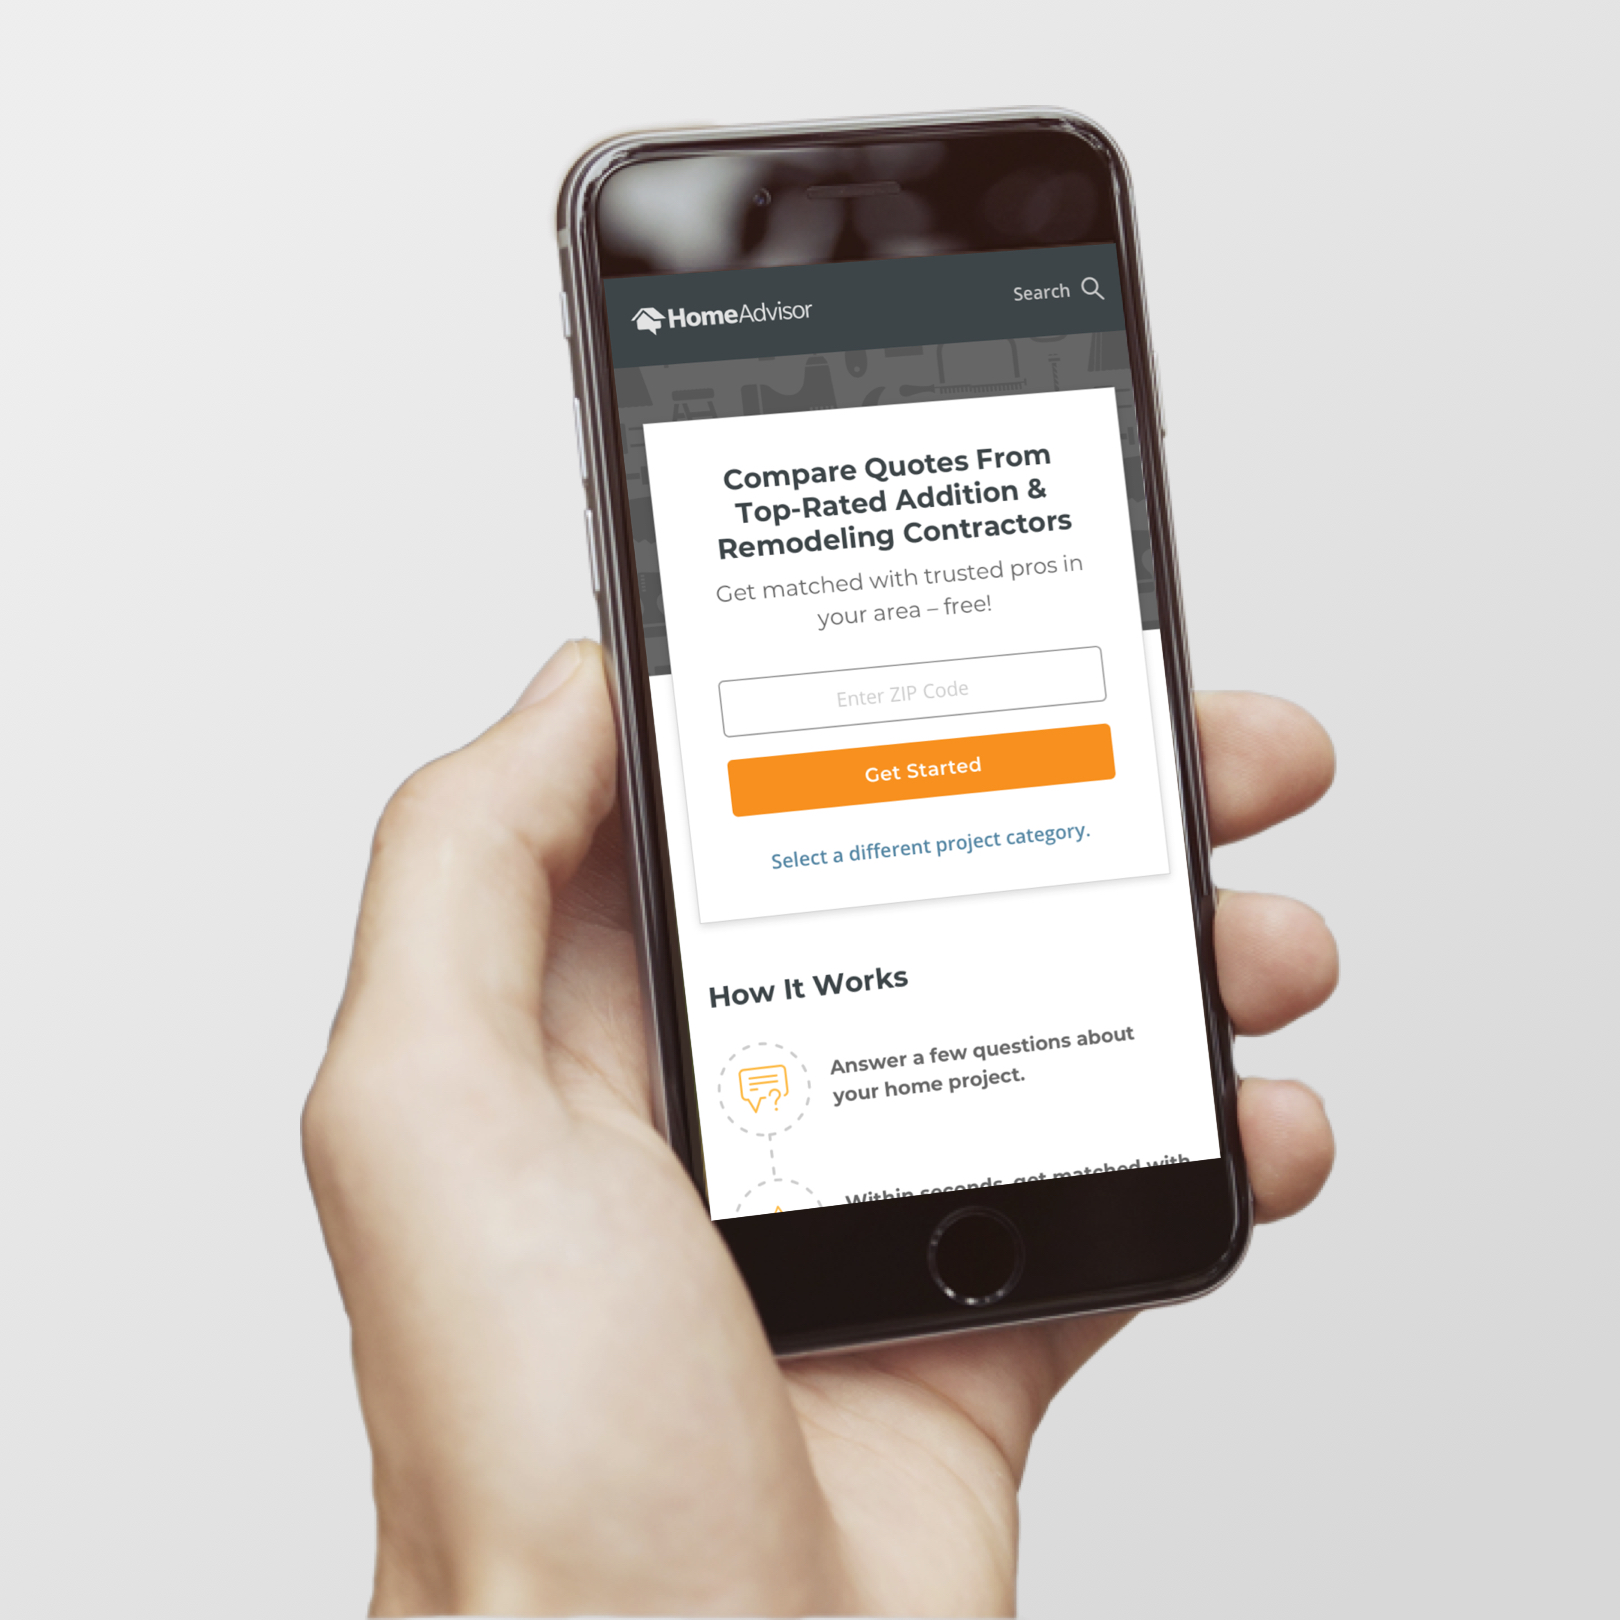 HomeAdvisor
Search
Compare Quotes From
Top-Rated Addition &
Remodeling Contractors
Get matched with trusted pros in
your area – free!
Enter ZIP Code
Get Started
Select a different project category.
How It Works
Answer a few questions about
your home project.
Within seconds, get matched with